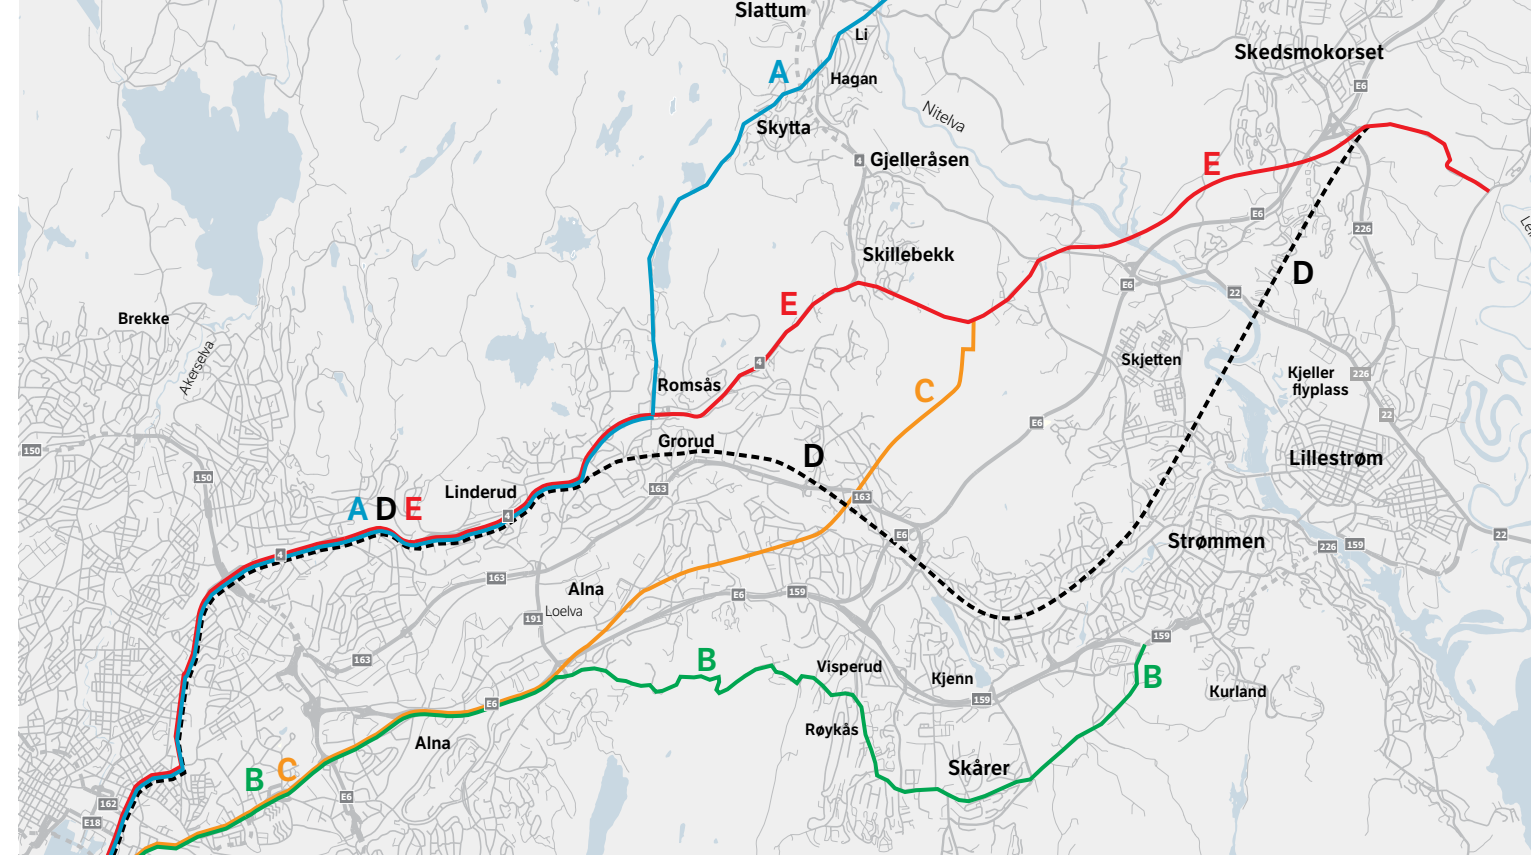 Slattum
Li
Skedsmokorset
A
Hagan
E6
Nitelva
Skytta
4
Gjelleråsen
E
E6
226
Skillebekk
D
E6
22
E
Brekke
Akerselva
4
Skjetten
Kjeller
flyplass
226
Romsås
C
22
E6
Grorud
150
D
Lillestrøm
150
163
Linderud
163
A D E
4
E6
22
Strømmen
226
159
4
163
Alna
E6
159
191
Loelva
159
163
B
Visperud
Kjenn
B
Kurland
E6
159
Røykås
Alna
Skårer
B
C
E6
162
E18